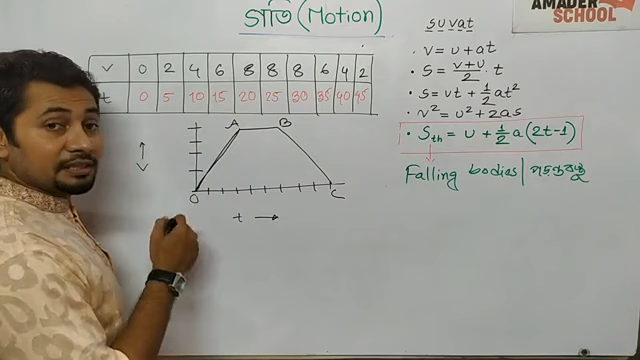 গতি (Motion)
AMADER
SCHOOL
suvat
v 0 2 4 6 8 8 8 6 4 2
t 0 5 10 15 20 25 30 35 40 45
• v = u + at
• s = (v+u)/2 · t
• s = ut + 1/2 at²
• v² = u² + 2as
• Sth = u + 1/2 a(2t-1)
Falling bodies | পড়ন্ত বস্তু
A B
O C
t →